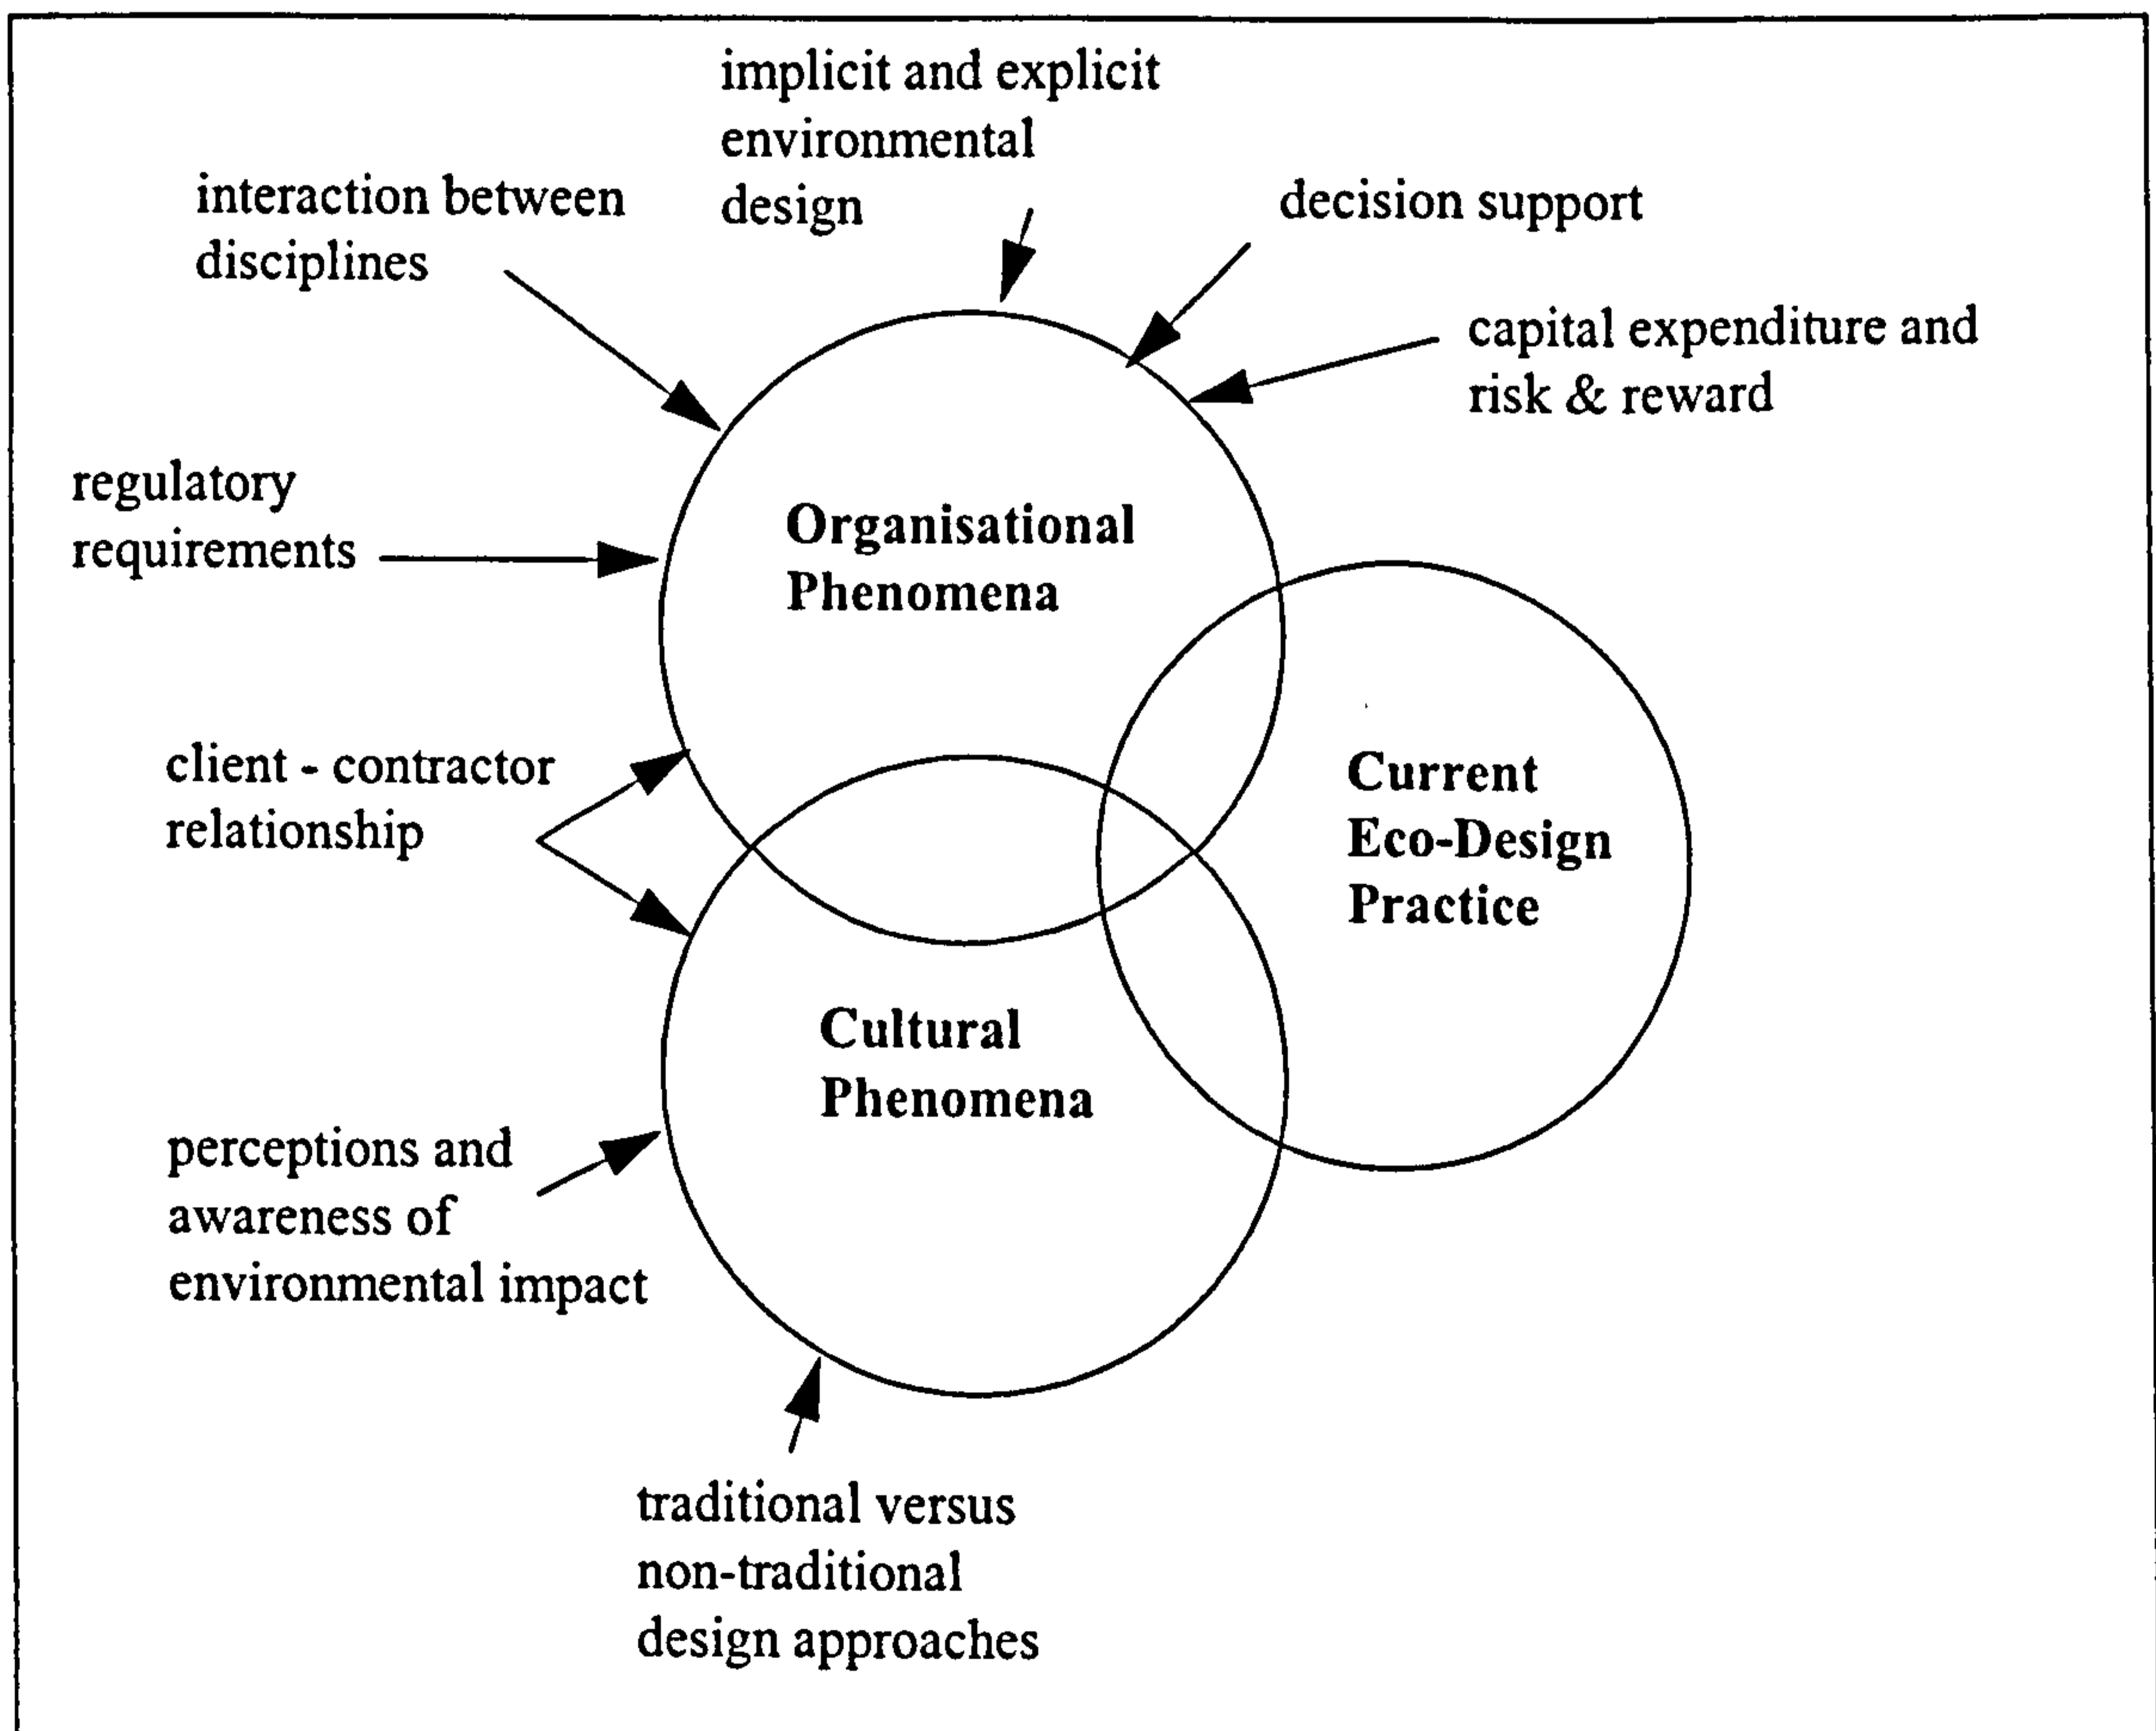 implicit and explicit
environmental
design
interaction between
disciplines
decision support
capital expenditure and
risk & reward
regulatory
requirements
Organisational
Phenomena
client - contractor
relationship
Current
Eco-Design
Practice
Cultural
Phenomena
perceptions and
awareness of
environmental impact
traditional versus
non-traditional
design approaches